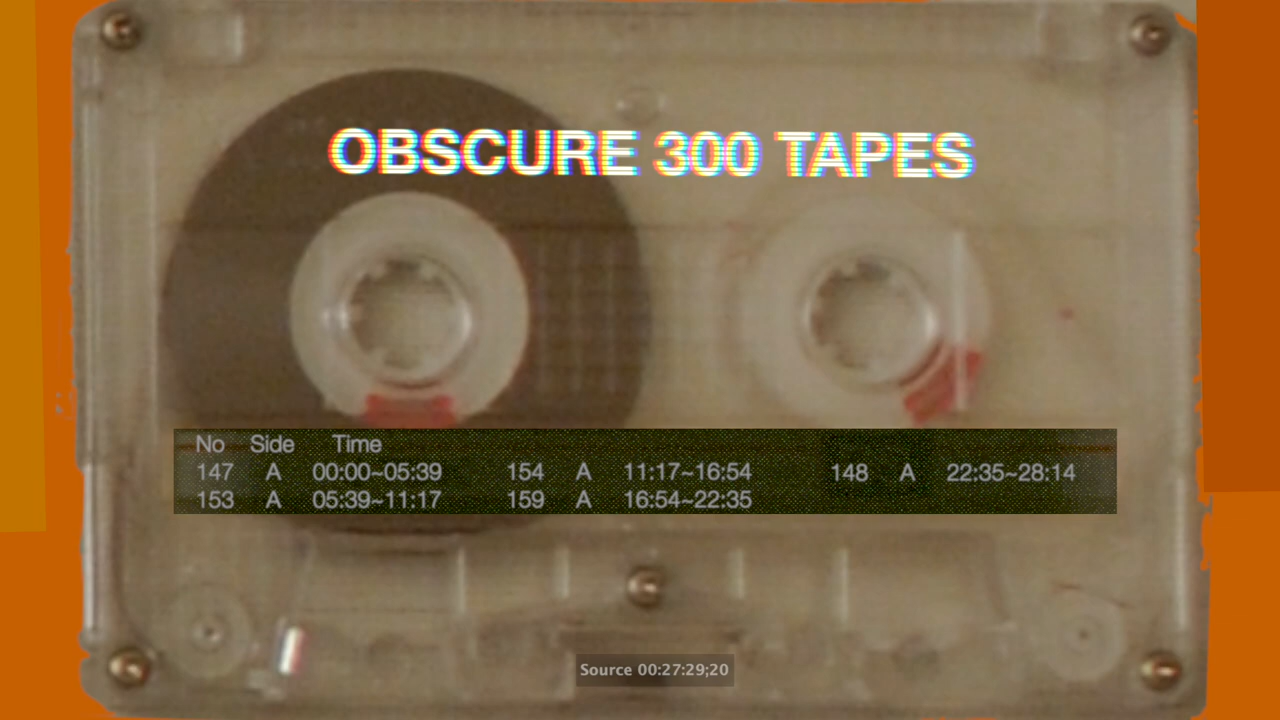 OBSCURE 300 TAPES
No Side Time
147 A 00:00~05:39 154 A 11:17~16:54 148 A 22:35~28:14
153 A 05:39~11:17 159 A 16:54~22:35
Source 00:27:29;20